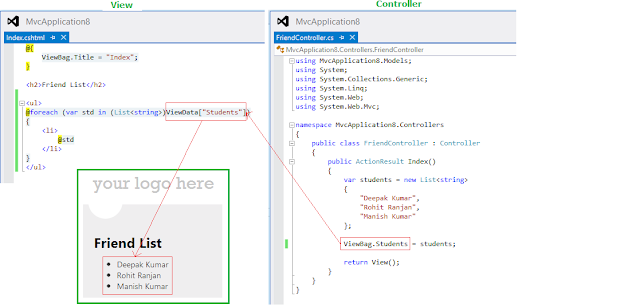 View
MvcApplication8
Index.cshtml
@{
ViewBag.Title = "Index";
}
<h2>Friend List</h2>
<ul>
@foreach (var std in (List<string>)ViewData["Students"])
{
<li>
@std
</li>
}
</ul>
your logo here
Friend List
Deepak Kumar
Rohit Ranjan
Manish Kumar
Controller
MvcApplication8
FriendController.cs
MvcApplication8.Controllers.FriendController
using MvcApplication8.Models;
using System;
using System.Collections.Generic;
using System.Linq;
using System.Web;
using System.Web.Mvc;
namespace MvcApplication8.Controllers
{
public class FriendController : Controller
{
public ActionResult Index()
{
var students = new List<string>
{
"Deepak Kumar",
"Rohit Ranjan",
"Manish Kumar"
};
ViewBag.Students = students;
return View();
}
}
}